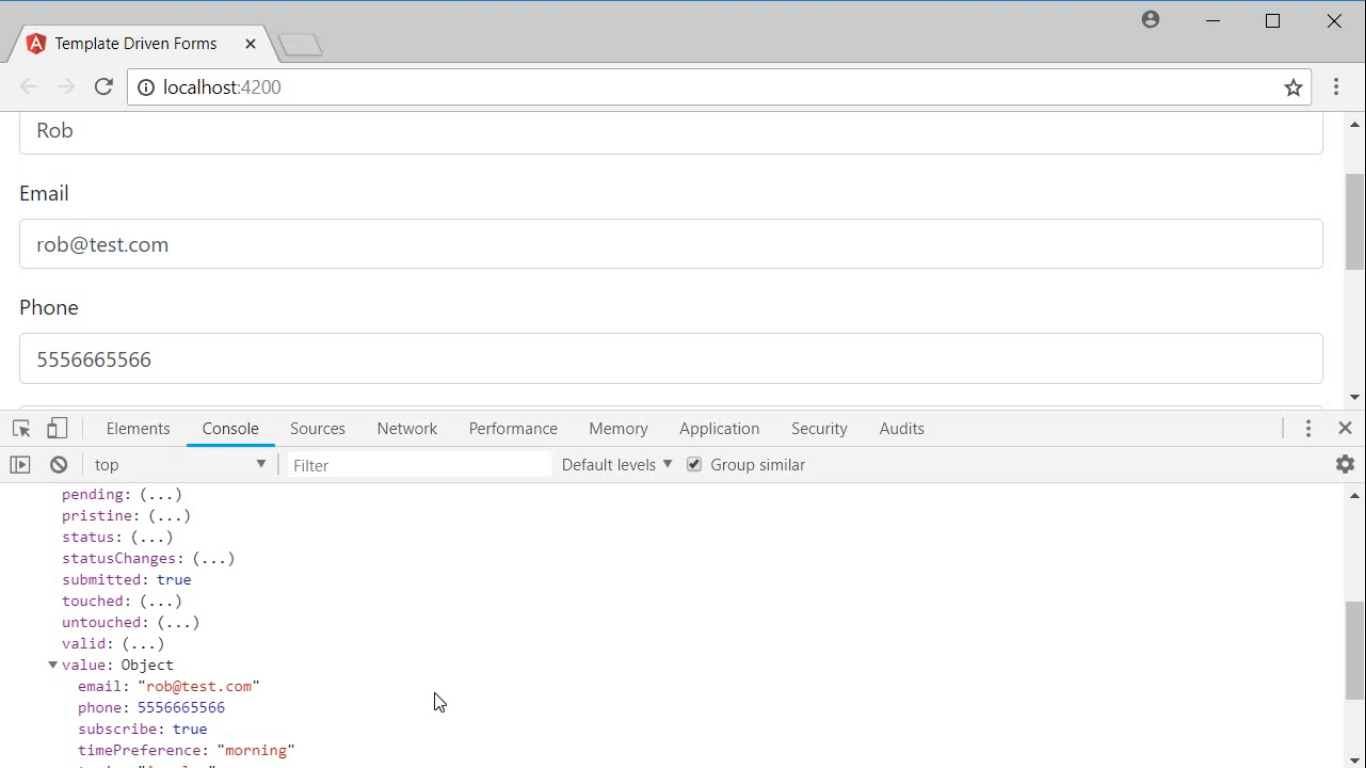 Template Driven Forms
localhost:4200
Rob
Email
rob@test.com
Phone
5556665566
Elements Console Sources Network Performance Memory Application Security Audits
top Filter Default levels Group similar
pending: (...)
pristine: (...)
status: (...)
statusChanges: (...)
submitted: true
touched: (...)
untouched: (...)
valid: (...)
value: Object
email: "rob@test.com"
phone: 5556665566
subscribe: true
timePreference: "morning"